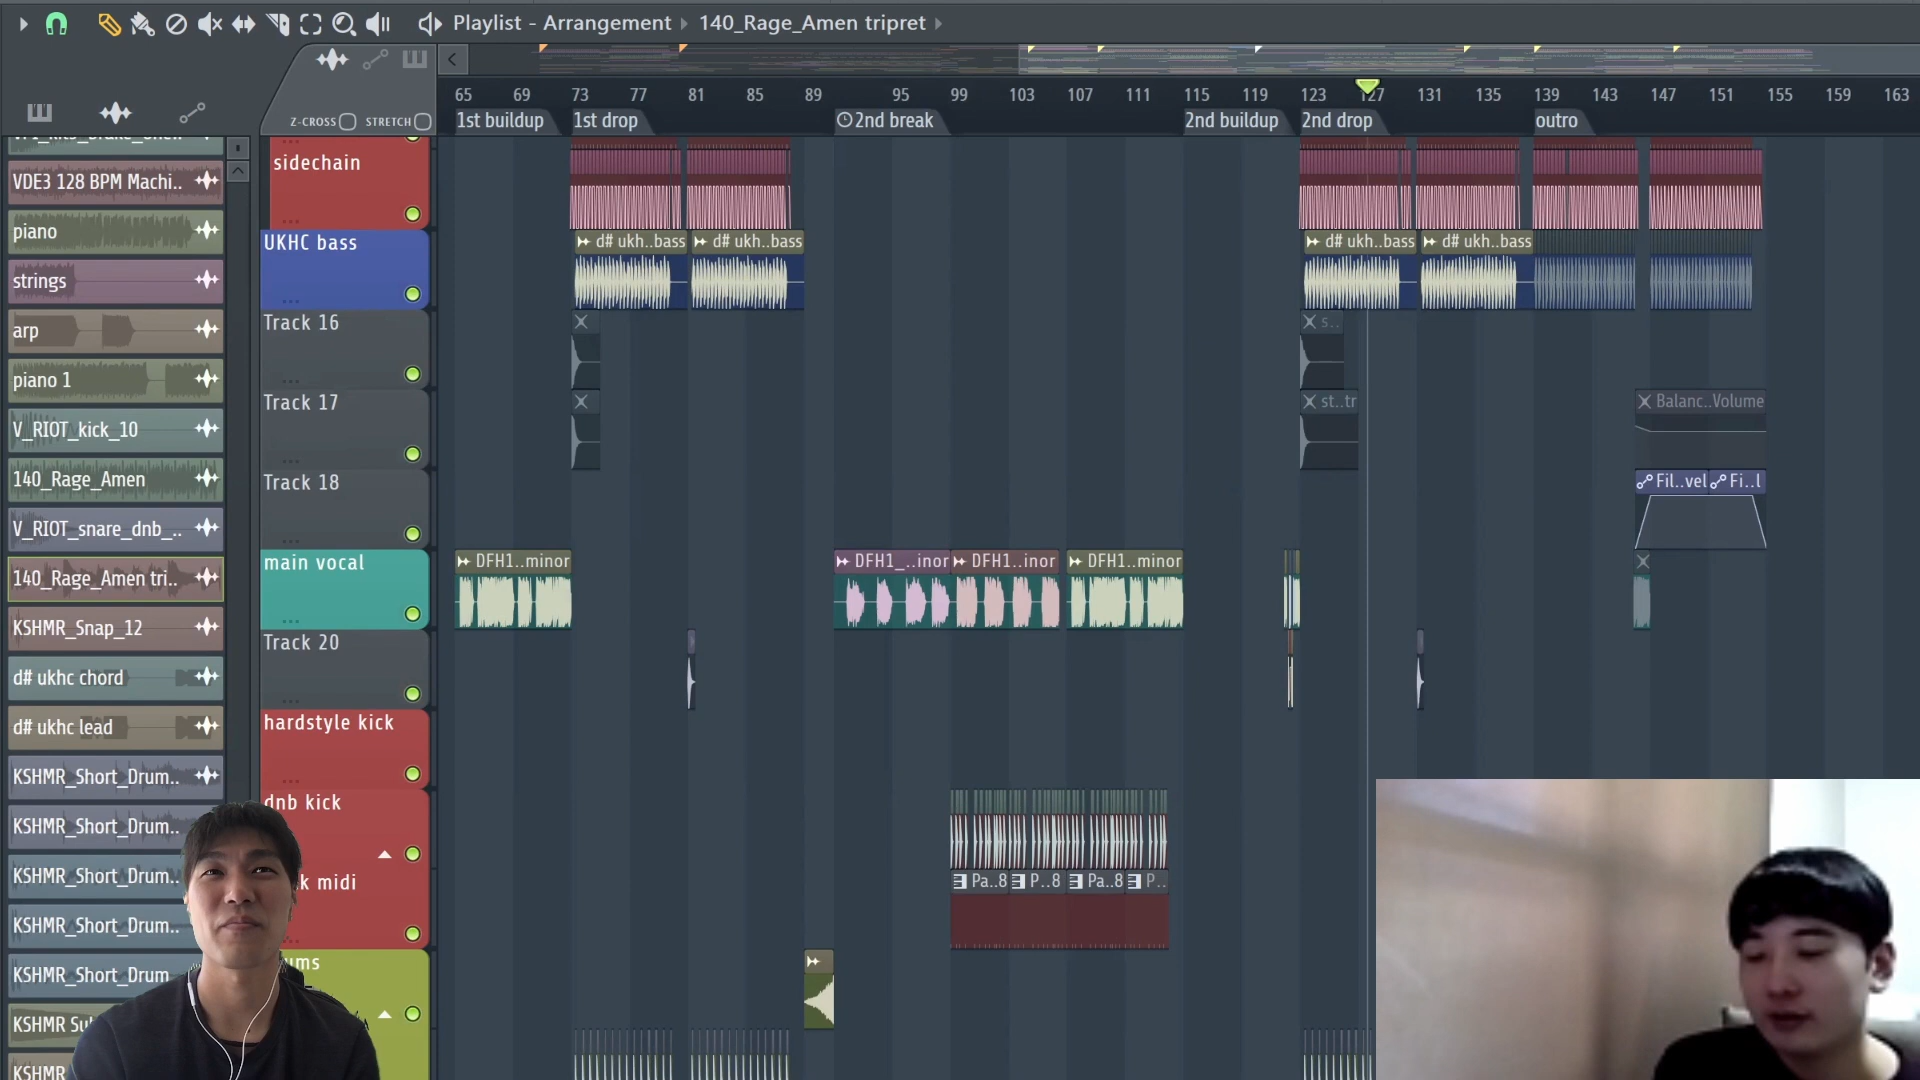 Playlist - Arrangement 140_Rage_Amen tripret
Z-CROSS STRETCH
65 69 73 77 81 85 89 95 99 103 107 111 115 119 123 127 131 135 139 143 147 151 155 159 163
1st buildup 1st drop 2nd break 2nd buildup 2nd drop outro
VDE3 128 BPM Machi..
piano
strings
arp
piano 1
V_RIOT_kick_10
140_Rage_Amen
V_RIOT_snare_dnb_..
140_Rage_Amen tri..
KSHMR_Snap_12
d# ukhc chord
d# ukhc lead
KSHMR_Short_Drum..
KSHMR_Short_Drum..
KSHMR_Short_Drum..
KSHMR_Short_Drum..
KSHMR_Short_Drum
KSHMR Su
KSHMR
sidechain
UKHC bass
d# ukh..bass d# ukh..bass d# ukh..bass d# ukh..bass
Track 16
s..
Track 17
st..tr Balanc..Volume
Track 18
Fil..vel Fi..l
main vocal
DFH1..minor DFH1_..inor DFH1..inor DFH1..minor
Track 20
hardstyle kick
dnb kick
k midi
Pa..8 P..8 Pa..8 P..
ums